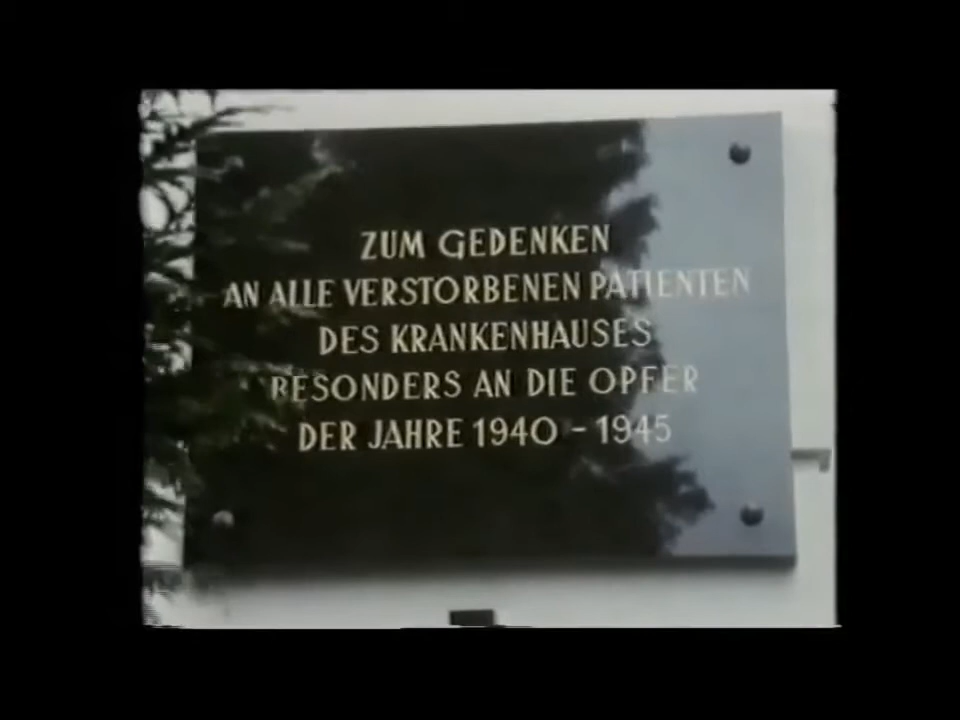 ZUM GEDENKEN
AN ALLE VERSTORBENEN PATIENTEN
DES KRANKENHAUSES
BESONDERS AN DIE OPFER
DER JAHRE 1940 - 1945